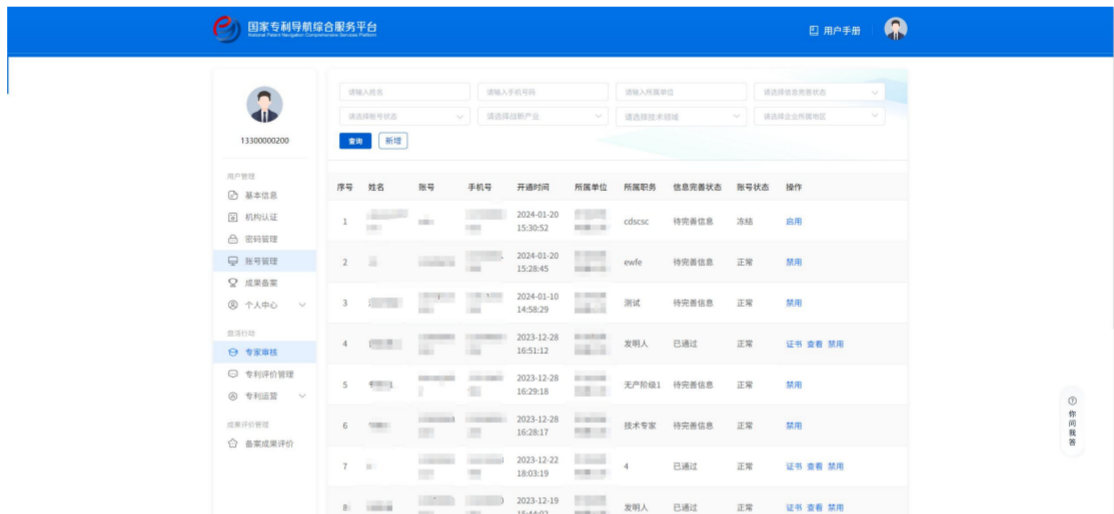 国家专利导航综合服务平台
National Patent Navigation Comprehensive Services Platform
用户手册
13300000200
用户管理
基本信息
机构认证
密码管理
账号管理
成果备案
个人中心
专家审核
专利评价管理
专利运营
成果评价管理
备案成果评价
请输入姓名 请输入手机号码 请输入所属单位 请选择信息完善状态
请选择账号状态 请选择战新产业 请选择技术领域 请选择企业所属地区
查询 新增
序号 姓名 账号 手机号 开通时间 所属单位 所属职务 信息完善状态 账号状态 操作
1 2024-01-20 15:30:52 cdscsc 待完善信息 冻结 启用
2 2024-01-20 15:28:45 ewfe 待完善信息 正常 禁用
3 2024-01-10 14:58:29 测试 待完善信息 正常 禁用
4 2023-12-28 16:51:12 发明人 已通过 正常 证书 查看 禁用
5 2023-12-28 16:29:18 无产阶级1 待完善信息 正常 禁用
6 2023-12-28 16:28:17 技术专家 待完善信息 正常 禁用
7 2023-12-22 18:03:19 4 已通过 正常 证书 查看 禁用
8 2023-12-19 发明人 已通过 正常 证书 查看 禁用
你问我答